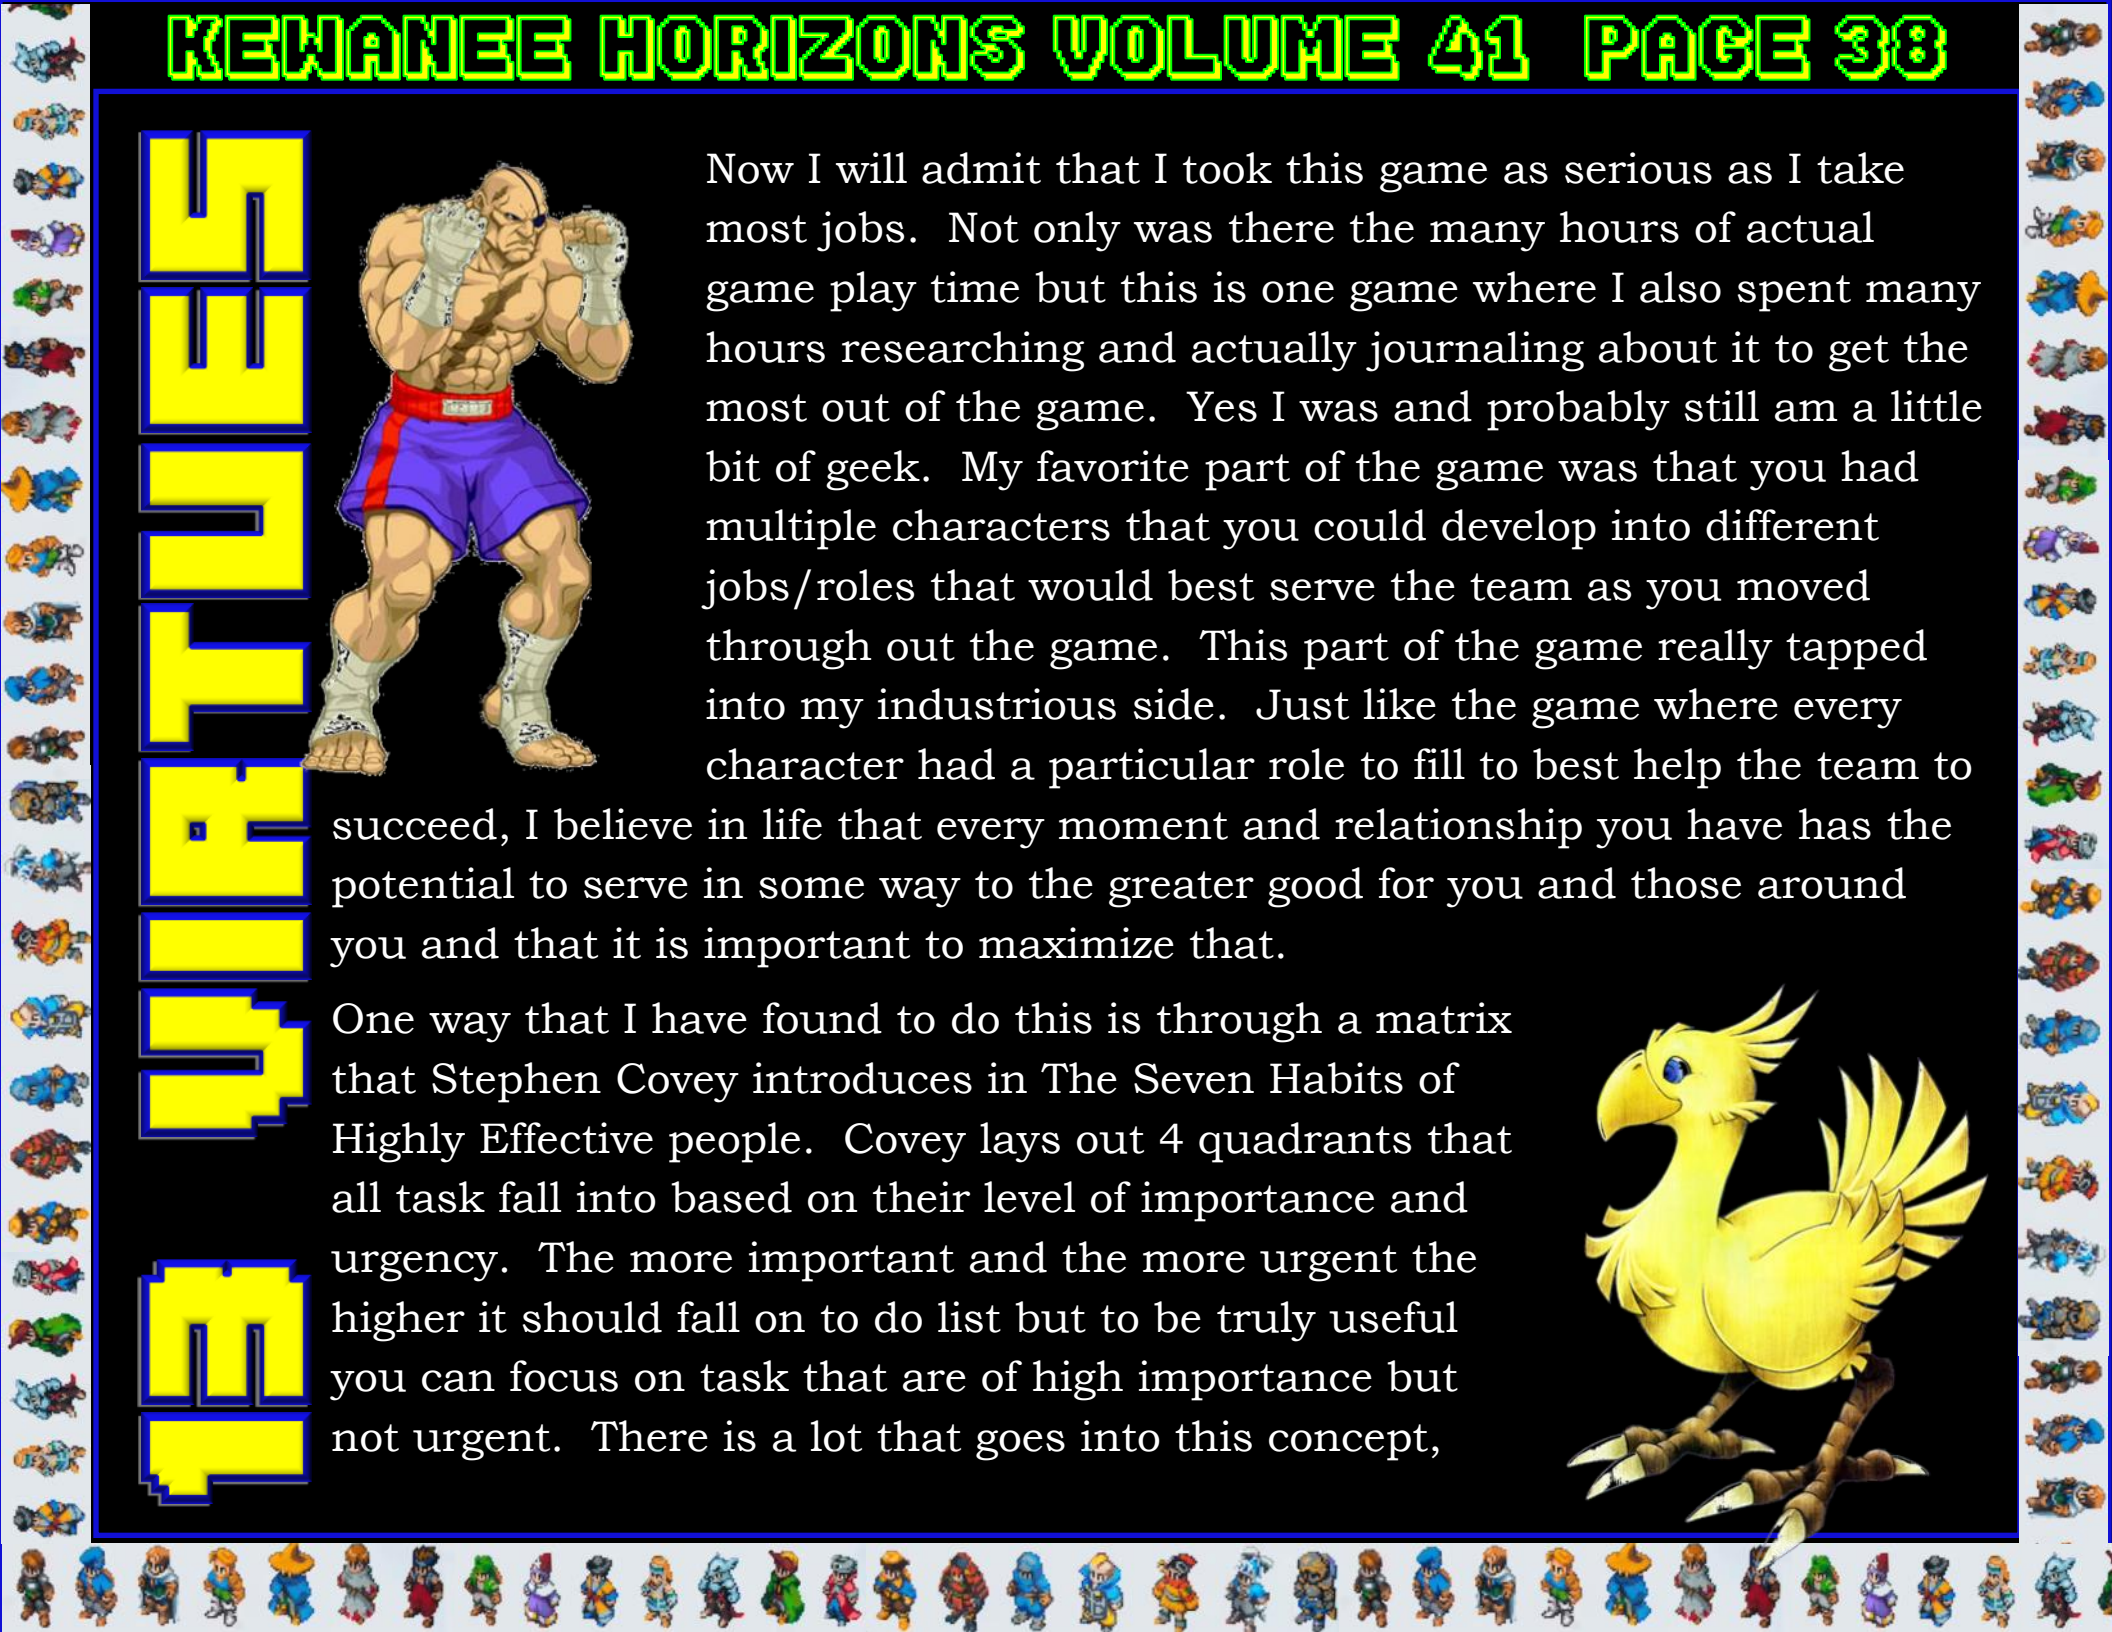 KEWANEE HORIZONS VOLUME 41 PAGE 38
13 VIRTUES
Now I will admit that I took this game as serious as I take
most jobs. Not only was there the many hours of actual
game play time but this is one game where I also spent many
hours researching and actually journaling about it to get the
most out of the game. Yes I was and probably still am a little
bit of geek. My favorite part of the game was that you had
multiple characters that you could develop into different
jobs/roles that would best serve the team as you moved
through out the game. This part of the game really tapped
into my industrious side. Just like the game where every
character had a particular role to fill to best help the team to
succeed, I believe in life that every moment and relationship you have has the
potential to serve in some way to the greater good for you and those around
you and that it is important to maximize that.
One way that I have found to do this is through a matrix
that Stephen Covey introduces in The Seven Habits of
Highly Effective people. Covey lays out 4 quadrants that
all task fall into based on their level of importance and
urgency. The more important and the more urgent the
higher it should fall on to do list but to be truly useful
you can focus on task that are of high importance but
not urgent. There is a lot that goes into this concept,